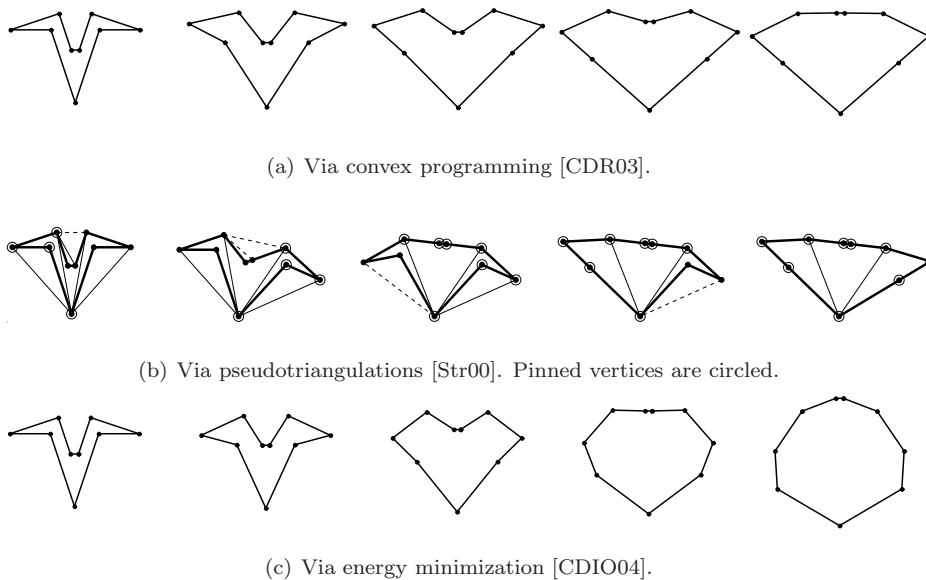 (a) Via convex programming [CDR03].
(b) Via pseudotriangulations [Str00]. Pinned vertices are circled.
(c) Via energy minimization [CDIO04].